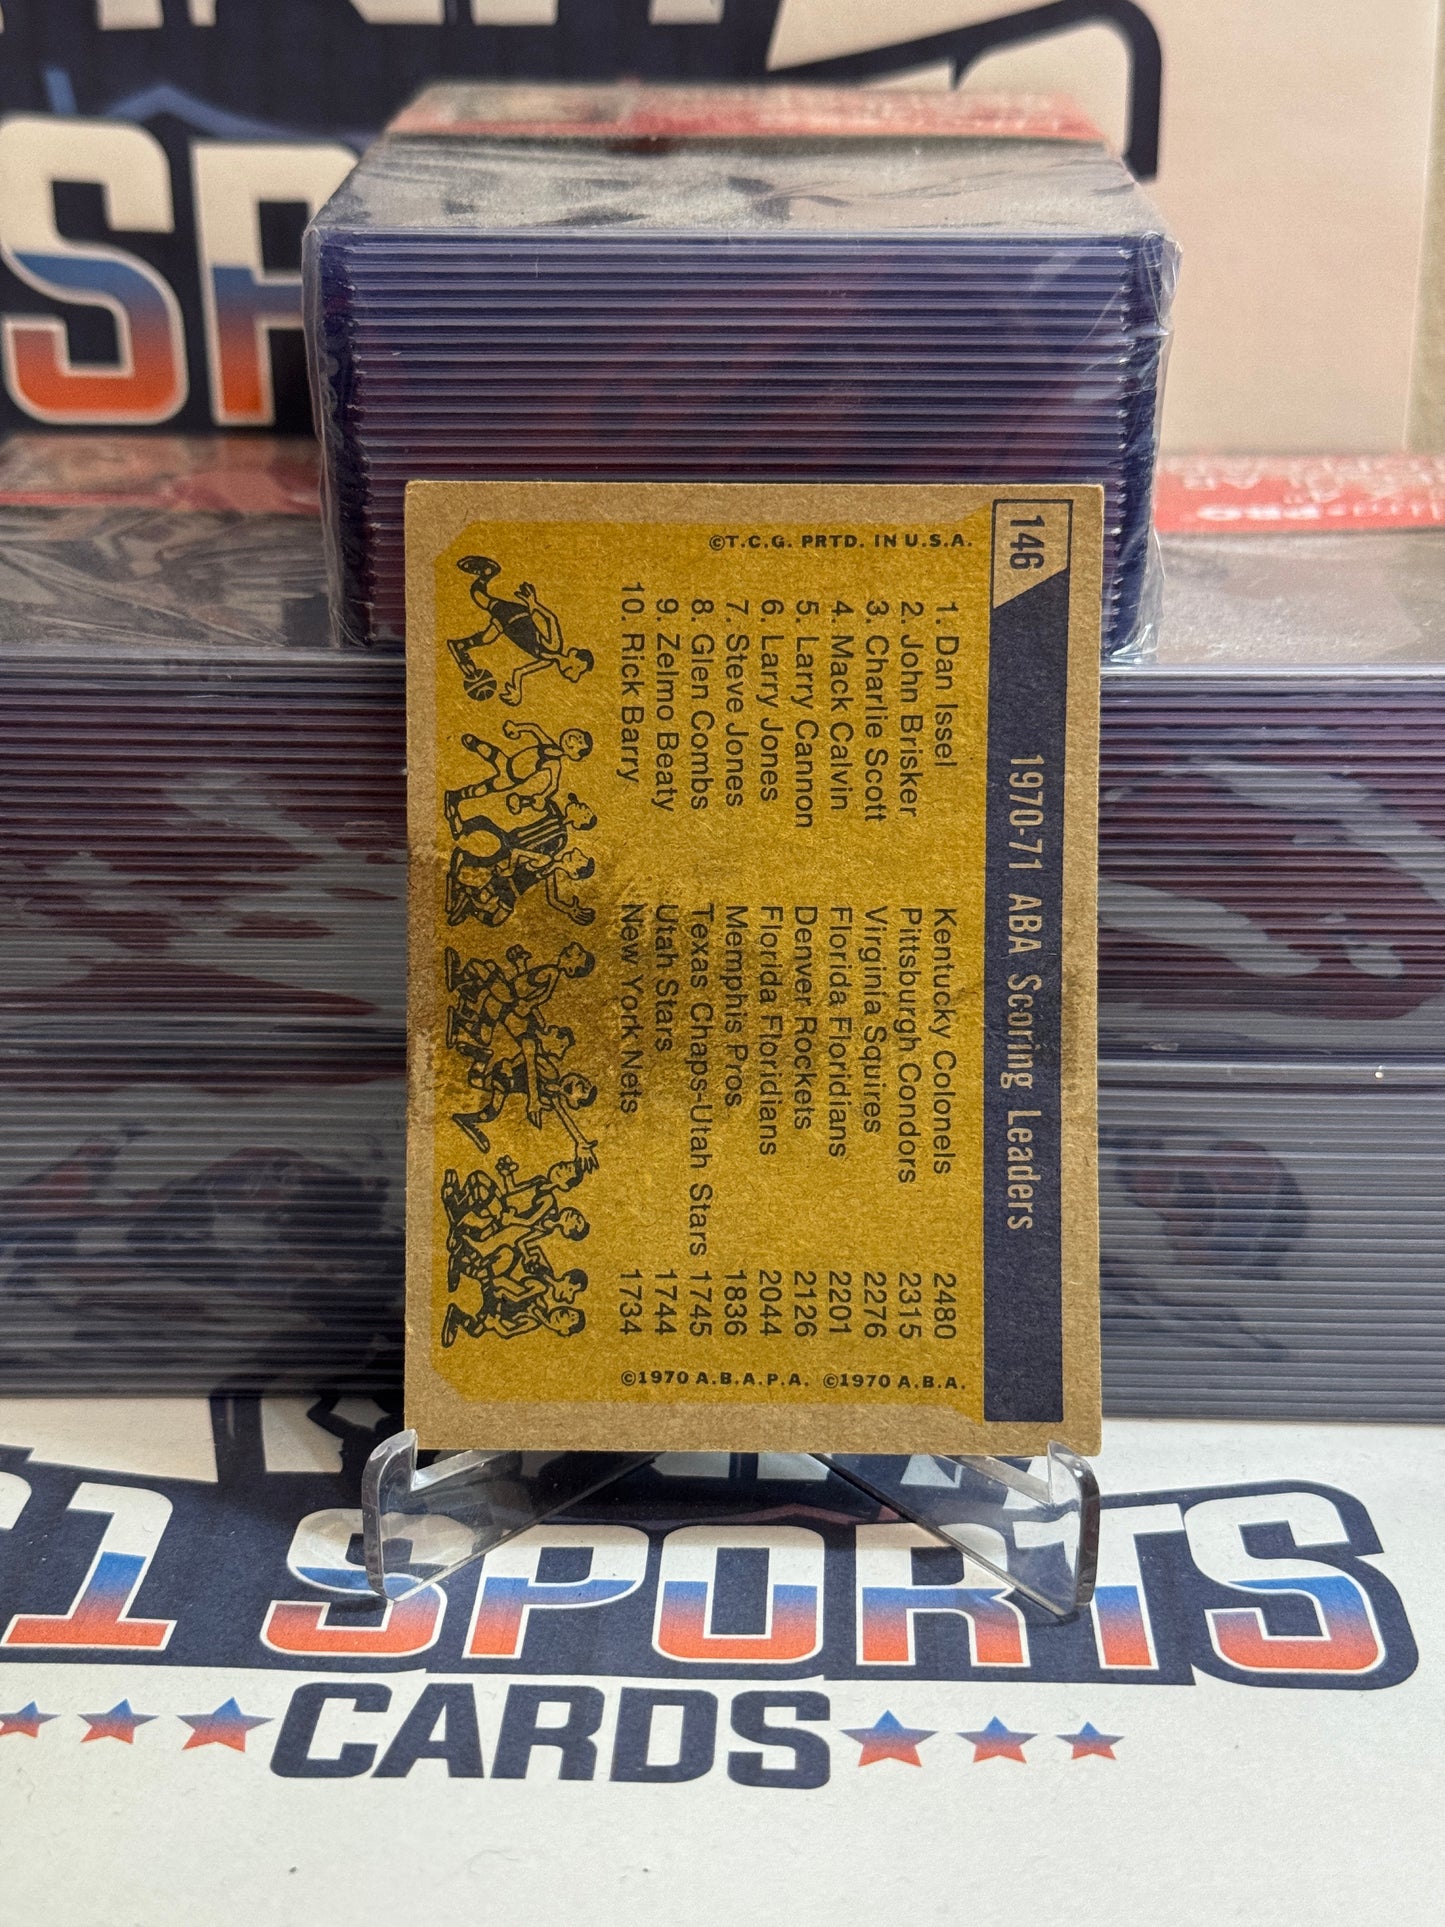 146
1970-71 ABA Scoring Leaders
1. Dan Issel Kentucky Colonels 2480
2. John Brisker Pittsburgh Condors 2315
3. Charlie Scott Virginia Squires 2276
4. Mack Calvin Florida Floridians 2201
5. Larry Cannon Denver Rockets 2126
6. Larry Jones Florida Floridians 2044
7. Steve Jones Memphis Pros 1836
8. Glen Combs Texas Chaps-Utah Stars 1745
9. Zelmo Beaty Utah Stars 1744
10. Rick Barry New York Nets 1734
©T.C.G. PRTD. IN U.S.A.
©1970 A.B.A.P.A. ©1970 A.B.A.
SP
1 SPORTS
CARDS